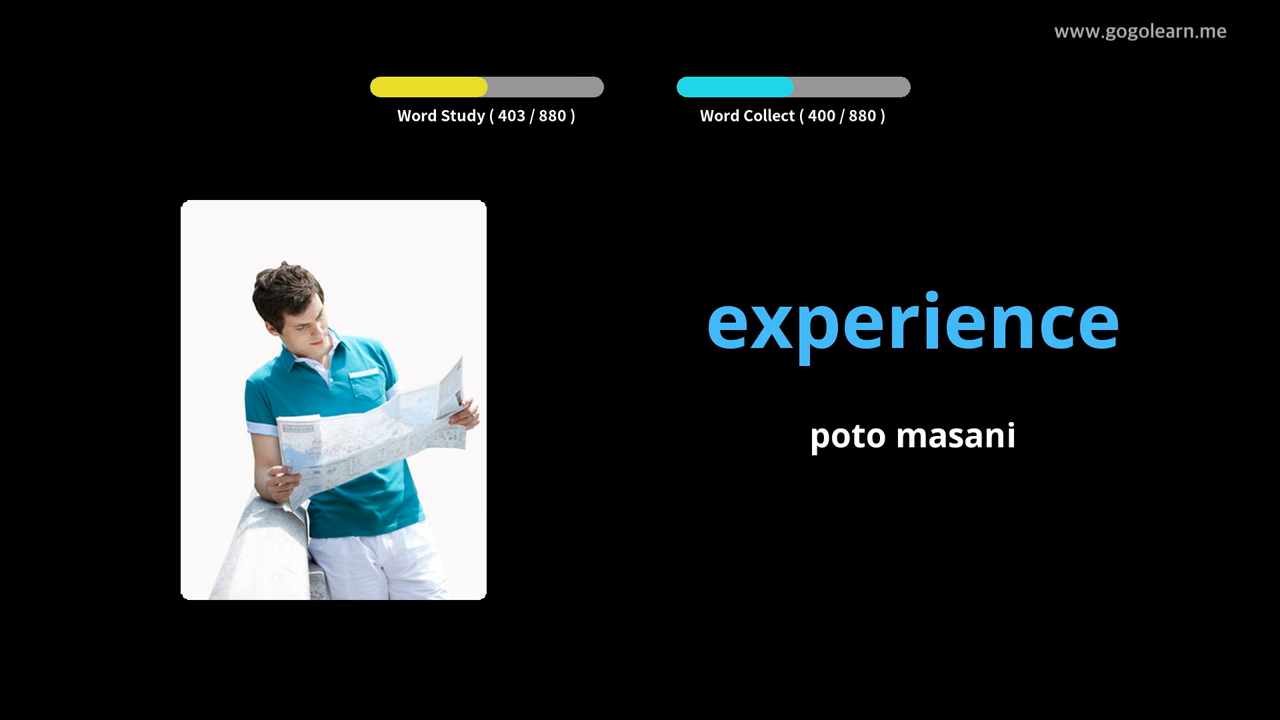 www.gogolearn.me
Word Study ( 403 / 880 )
Word Collect ( 400 / 880 )
experience
poto masani